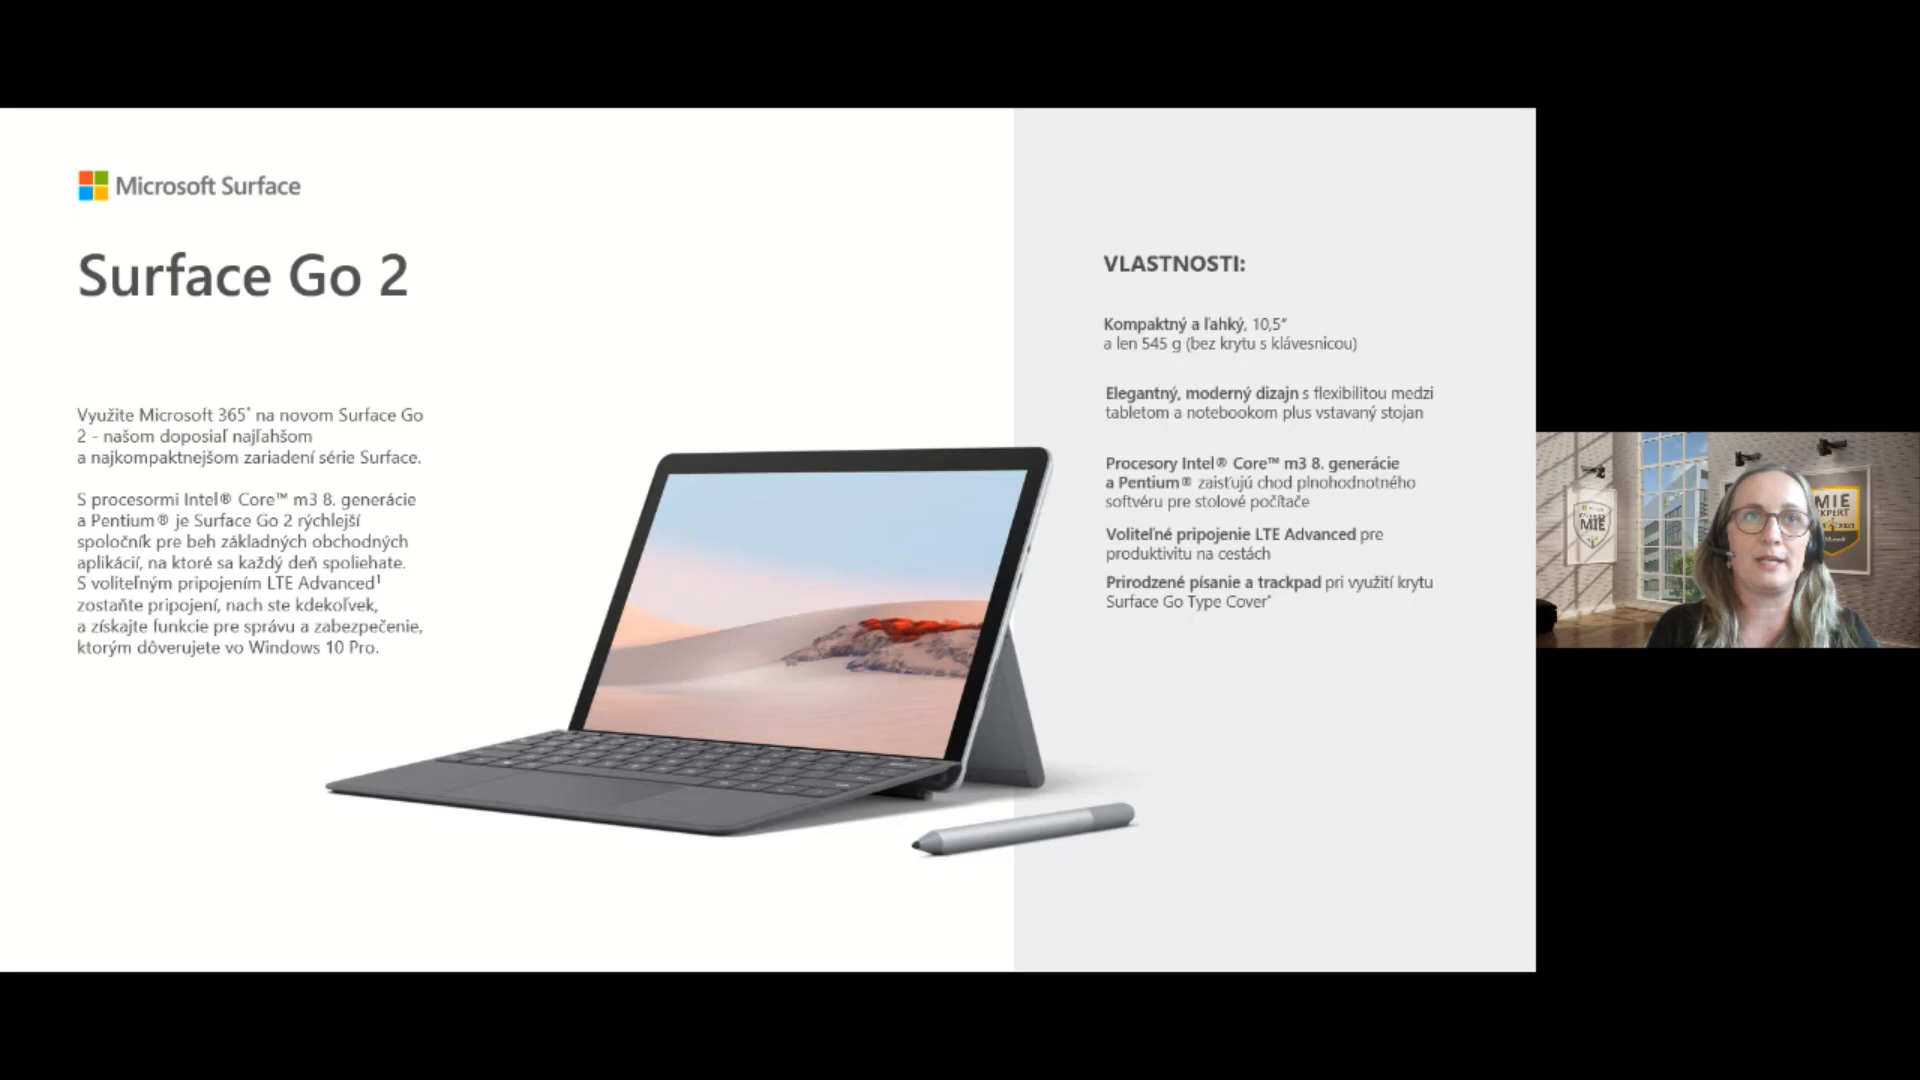 Microsoft Surface
Surface Go 2
Využite Microsoft 365* na novom Surface Go
2 - našom doposiaľ najľahšom
a najkompaktnejšom zariadení série Surface.
S procesormi Intel® Core™ m3 8. generácie
a Pentium® je Surface Go 2 rýchlejší
spoločník pre beh základných obchodných
aplikácií, na ktoré sa každý deň spoliehate.
S voliteľným pripojením LTE Advanced¹
zostaňte pripojení, nach ste kdekoľvek,
a získajte funkcie pre správu a zabezpečenie,
ktorým dôverujete vo Windows 10 Pro.
VLASTNOSTI:
Kompaktný a ľahký, 10,5"
a len 545 g (bez krytu s klávesnicou)
Elegantný, moderný dizajn s flexibilitou medzi
tabletom a notebookom plus vstavaný stojan
Procesory Intel® Core™ m3 8. generácie
a Pentium® zaisťujú chod plnohodnotného
softvéru pre stolové počítače
Voliteľné pripojenie LTE Advanced pre
produktivitu na cestách
Prirodzené písanie a trackpad pri využití krytu
Surface Go Type Cover*
MIE
MIE